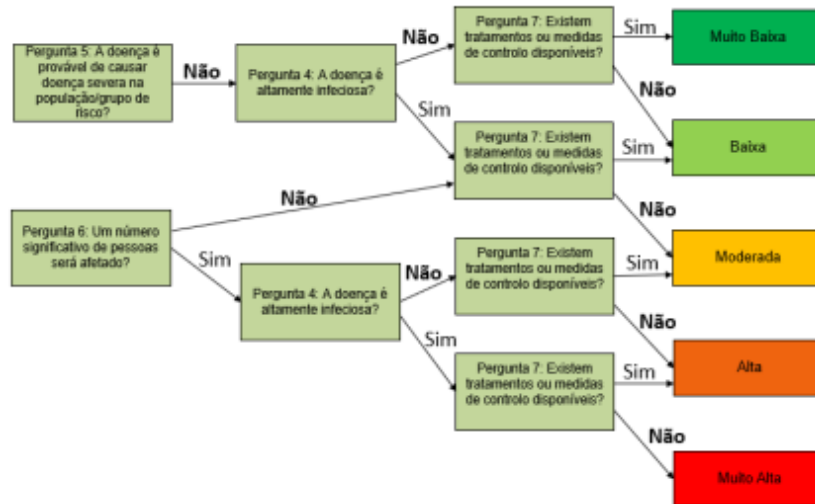 Pergunta 5: A doença é
provável de causar
doença severa na
população/grupo de
risco?
Não
Pergunta 4: A doença é
altamente infeciosa?
Não
Sim
Pergunta 7: Existem
tratamentos ou medidas
de controlo disponíveis?
Sim
Não
Muito Baixa
Pergunta 7: Existem
tratamentos ou medidas
de controlo disponíveis?
Sim
Não
Baixa
Pergunta 6: Um número
significativo de pessoas
será afetado?
Não
Sim
Pergunta 4: A doença é
altamente infeciosa?
Não
Sim
Pergunta 7: Existem
tratamentos ou medidas
de controlo disponíveis?
Sim
Não
Moderada
Pergunta 7: Existem
tratamentos ou medidas
de controlo disponíveis?
Sim
Não
Alta
Muito Alta